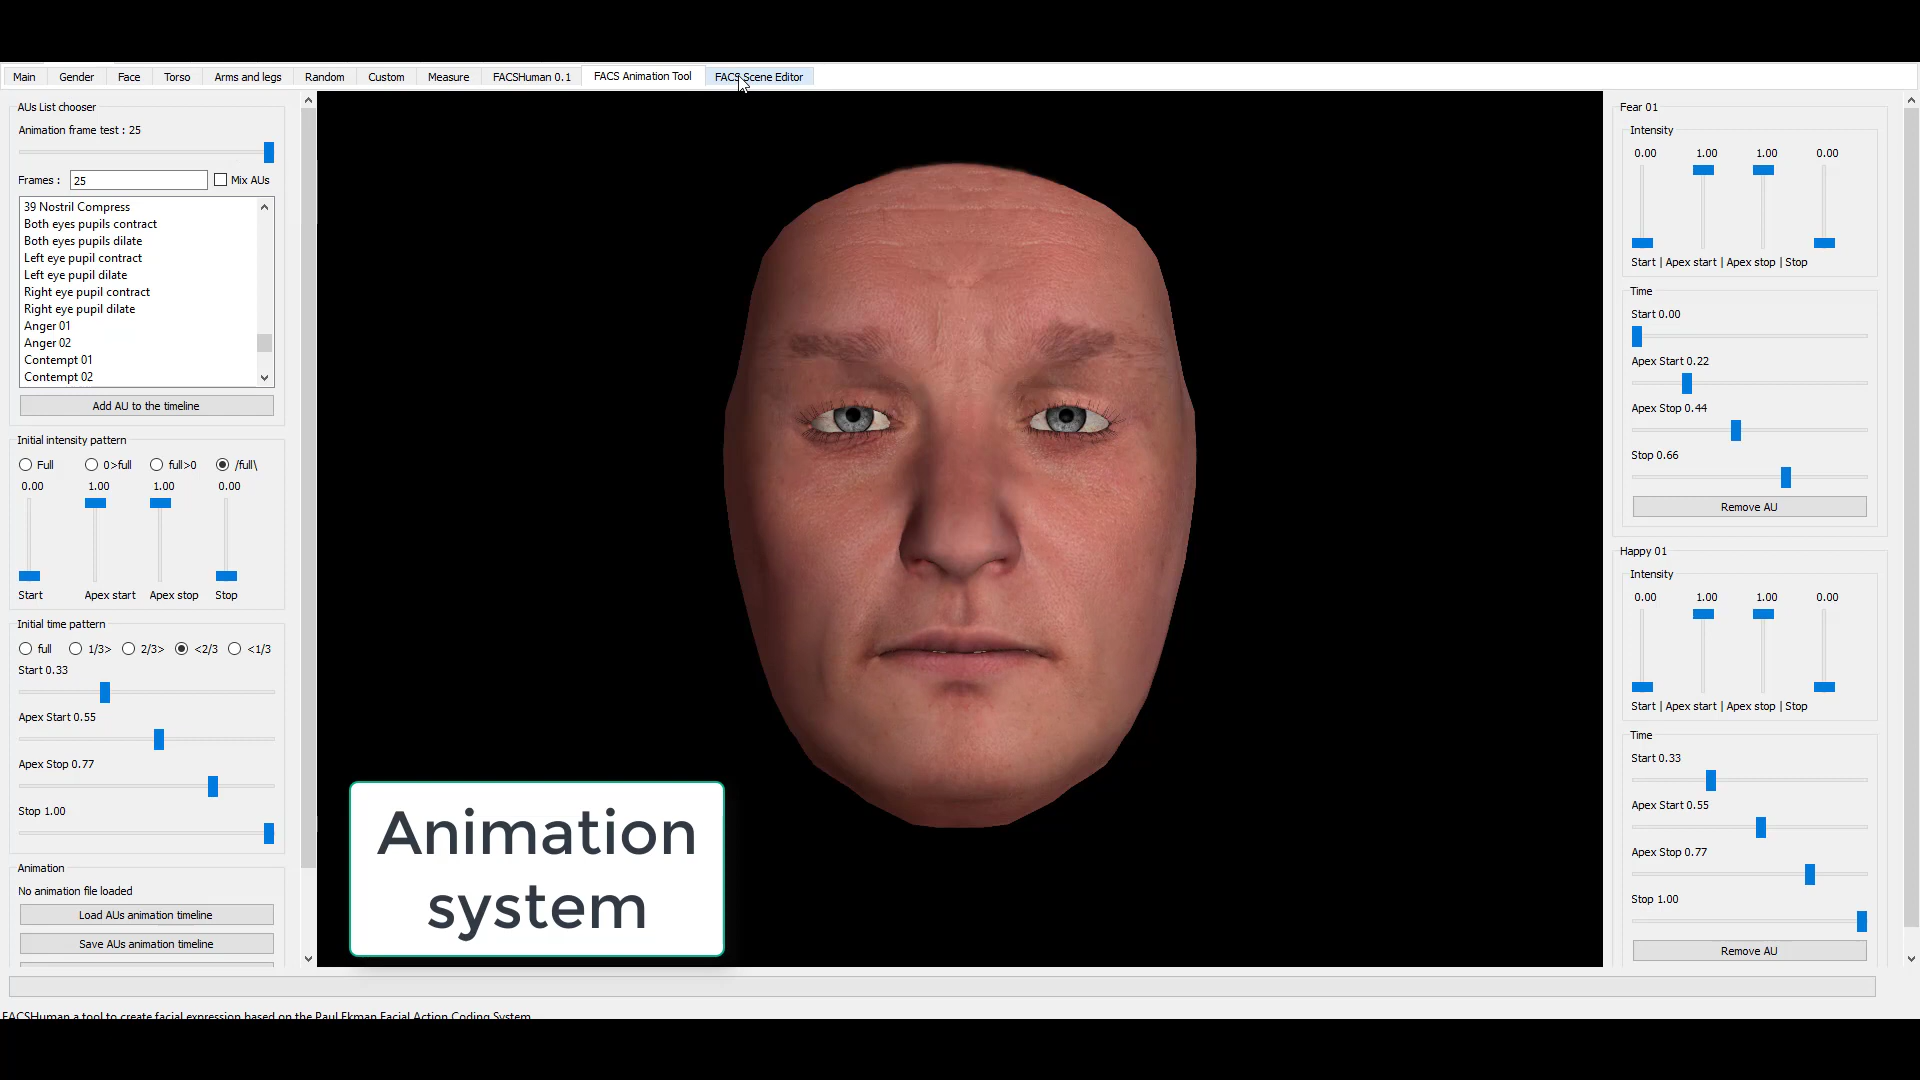 Main Gender Face Torso Arms and legs Random Custom Measure FACSHuman 0.1 FACS Animation Tool FACS Scene Editor
AUs List chooser
Animation frame test : 25
Frames : 25 Mix AUs
39 Nostril Compress
Both eyes pupils contract
Both eyes pupils dilate
Left eye pupil contract
Left eye pupil dilate
Right eye pupil contract
Right eye pupil dilate
Anger 01
Anger 02
Contempt 01
Contempt 02
Add AU to the timeline
Initial intensity pattern
Full 0>full full>0 /full\
0.00 1.00 1.00 0.00
Start Apex start Apex stop Stop
Initial time pattern
full 1/3> 2/3> <2/3 <1/3
Start 0.33
Apex Start 0.55
Apex Stop 0.77
Stop 1.00
Animation
No animation file loaded
Load AUs animation timeline
Save AUs animation timeline
Animation
system
Fear 01
Intensity
0.00 1.00 1.00 0.00
Start | Apex start | Apex stop | Stop
Time
Start 0.00
Apex Start 0.22
Apex Stop 0.44
Stop 0.66
Remove AU
Happy 01
Intensity
0.00 1.00 1.00 0.00
Start | Apex start | Apex stop | Stop
Time
Start 0.33
Apex Start 0.55
Apex Stop 0.77
Stop 1.00
Remove AU
FACSHuman a tool to create facial expression based on the Paul Ekman Facial Action Coding System